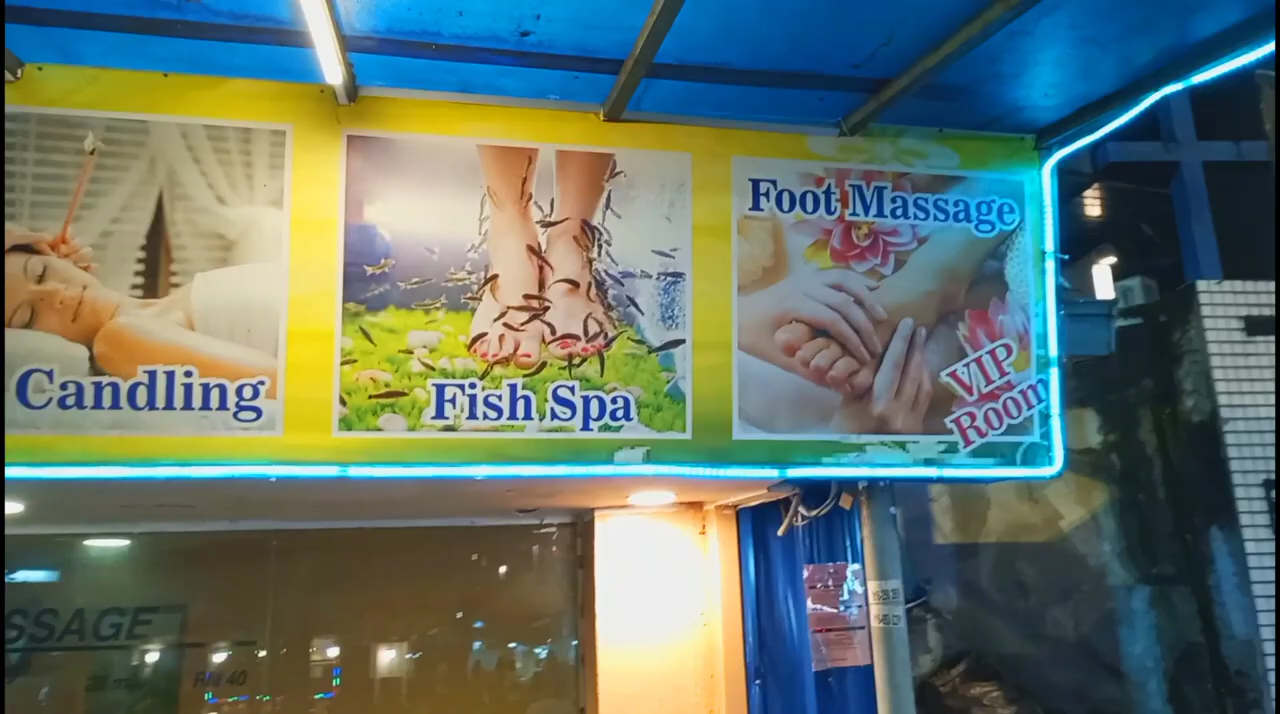 Candling
Fish Spa
Foot Massage
VIP
Room
SSAGE
RM 40